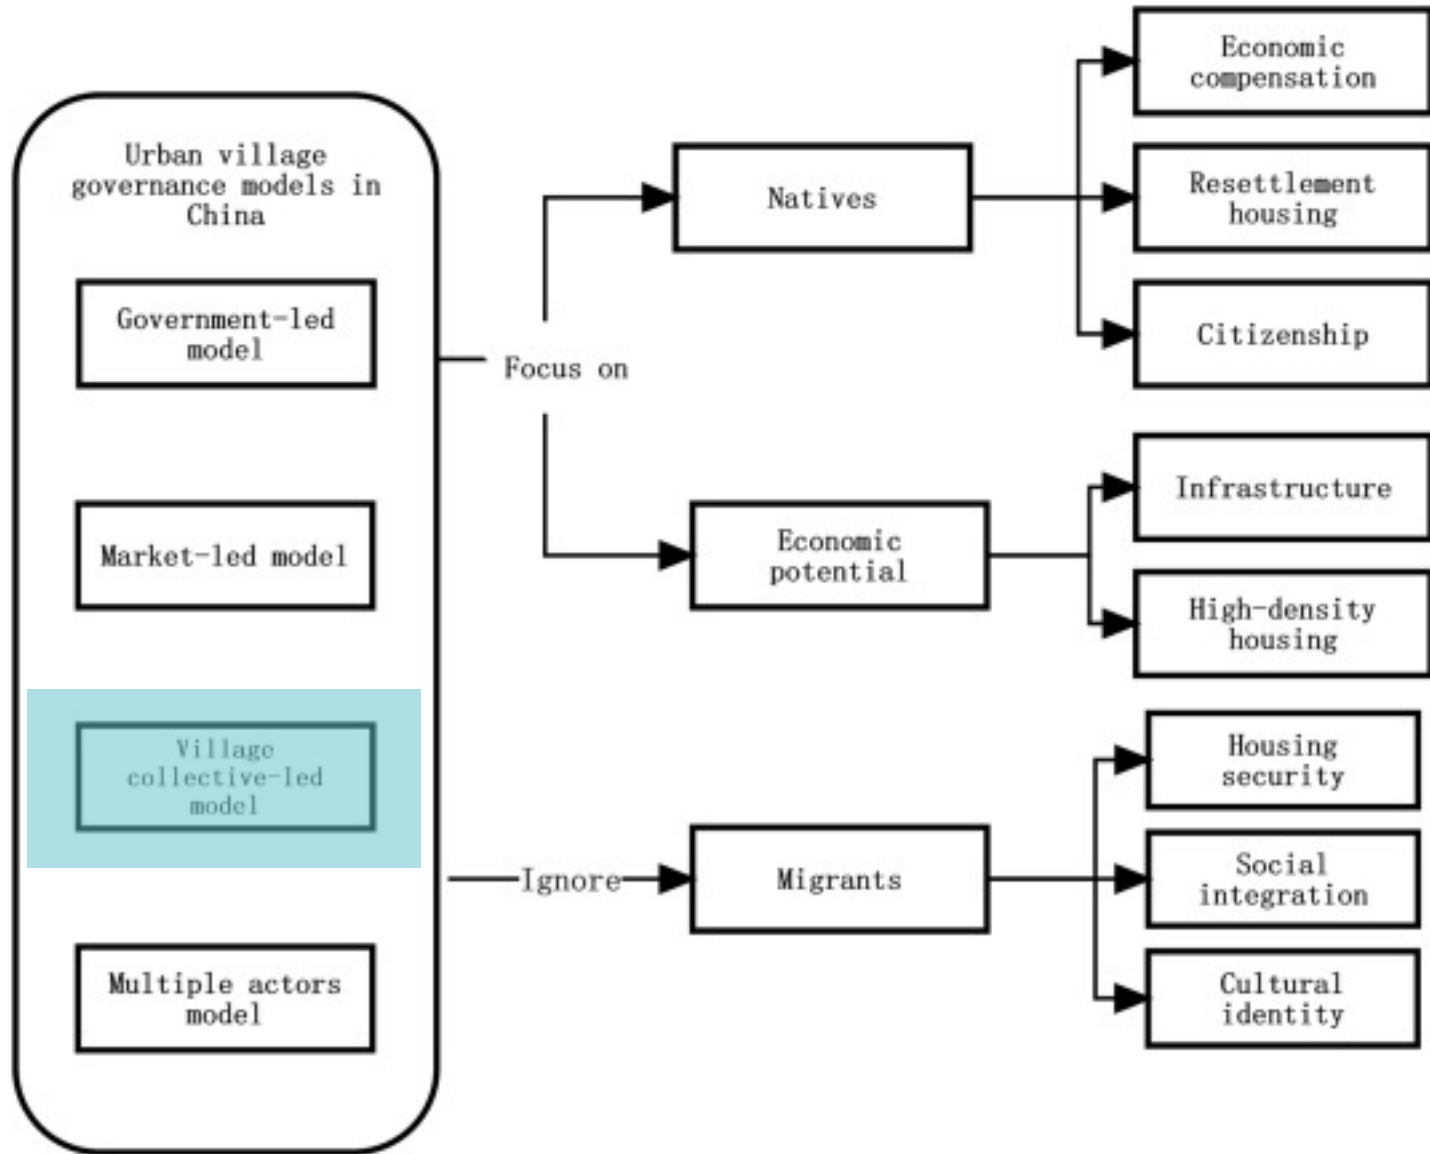 Urban village
governance models in
China
Government-led
model
Market-led model
Village
collective-led
model
Multiple actors
model
Focus on
Ignore
Natives
Economic
potential
Migrants
Economic
compensation
Resettlement
housing
Citizenship
Infrastructure
High-density
housing
Housing
security
Social
integration
Cultural
identity